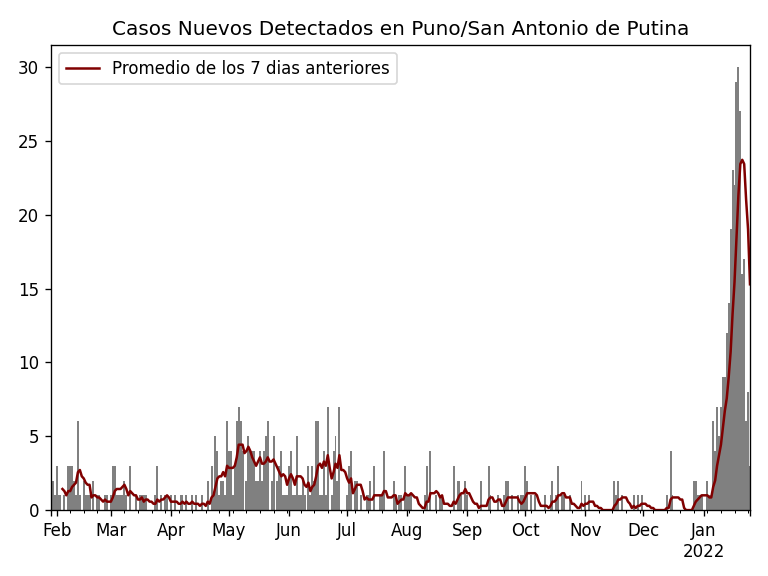 Casos Nuevos Detectados en Puno/San Antonio de Putina
Promedio de los 7 dias anteriores
30
25
20
15
10
5
0
Feb Mar Apr May Jun Jul Aug Sep Oct Nov Dec Jan
2022